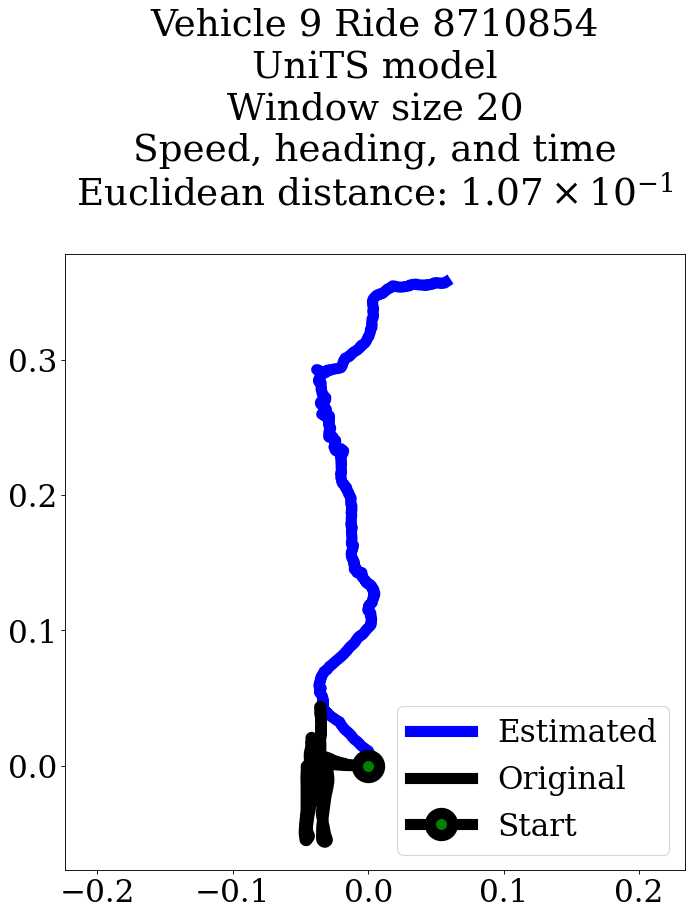 Vehicle 9 Ride 8710854
UniTS model
Window size 20
Speed, heading, and time
Euclidean distance: 1.07 × 10⁻¹
0.3
0.2
0.1
0.0
Estimated
Original
Start
−0.2 −0.1 0.0 0.1 0.2